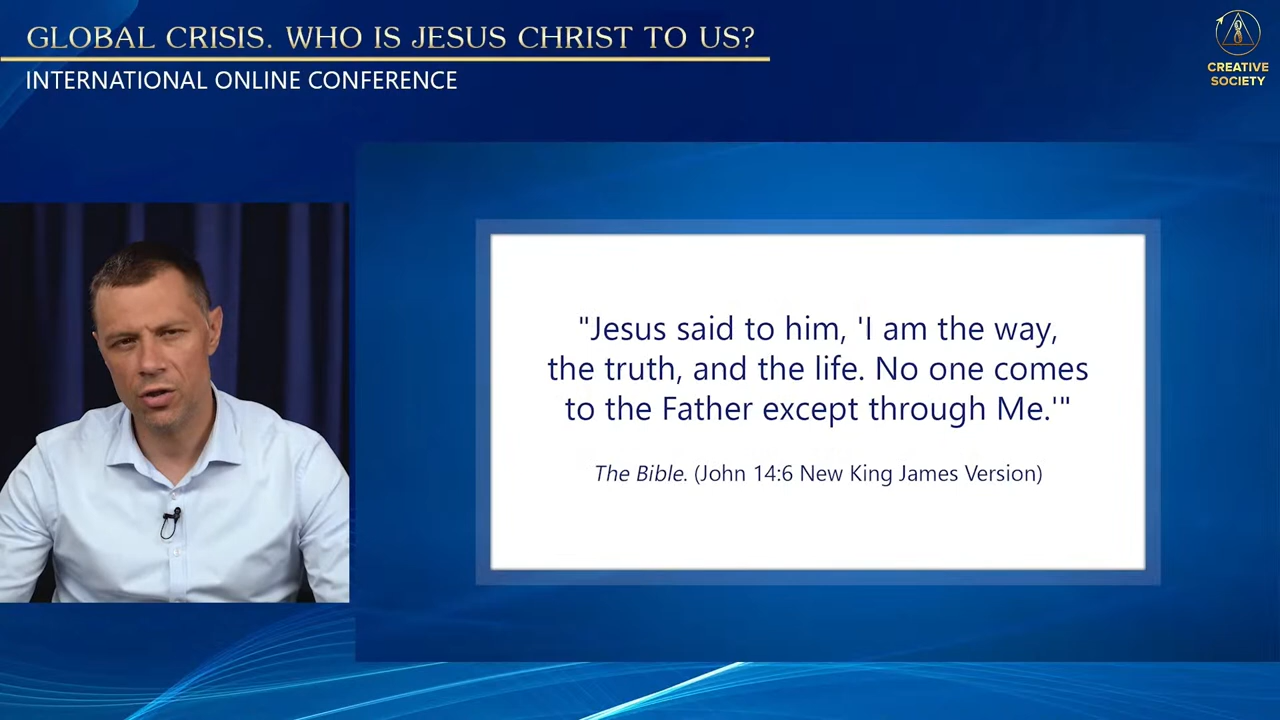 GLOBAL CRISIS. WHO IS JESUS CHRIST TO US?
INTERNATIONAL ONLINE CONFERENCE
CREATIVE
SOCIETY
"Jesus said to him, 'I am the way,
the truth, and the life. No one comes
to the Father except through Me.'"
The Bible. (John 14:6 New King James Version)